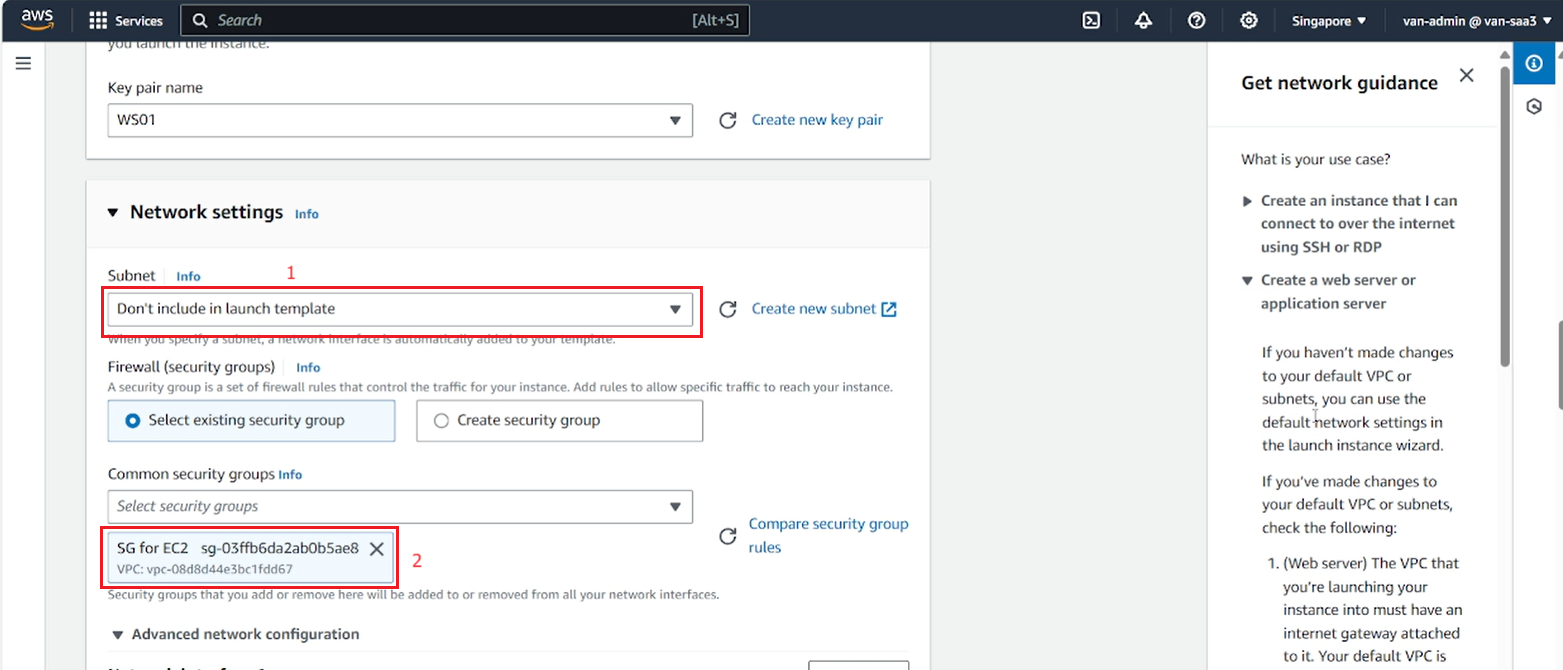 aws
Services
Search
[Alt+S]
Singapore
van-admin @ van-saa3
you launch the instance.
Key pair name
WS01
Create new key pair
Network settings Info
Subnet Info
1
Don't include in launch template
Create new subnet
When you specify a subnet, a network interface is automatically added to your template.
Firewall (security groups) Info
A security group is a set of firewall rules that control the traffic for your instance. Add rules to allow specific traffic to reach your instance.
Select existing security group
Create security group
Common security groups Info
Select security groups
Compare security group
rules
SG for EC2 sg-03ffb6da2ab0b5ae8
VPC: vpc-08d8d44e3bc1fdd67
2
Security groups that you add or remove here will be added to or removed from all your network interfaces.
Advanced network configuration
Get network guidance
What is your use case?
Create an instance that I can
connect to over the internet
using SSH or RDP
Create a web server or
application server
If you haven't made changes
to your default VPC or
subnets, you can use the
default network settings in
the launch instance wizard.
If you've made changes to
your default VPC or subnets,
check the following:
1. (Web server) The VPC that
you're launching your
instance into must have an
internet gateway attached
to it. Your default VPC is